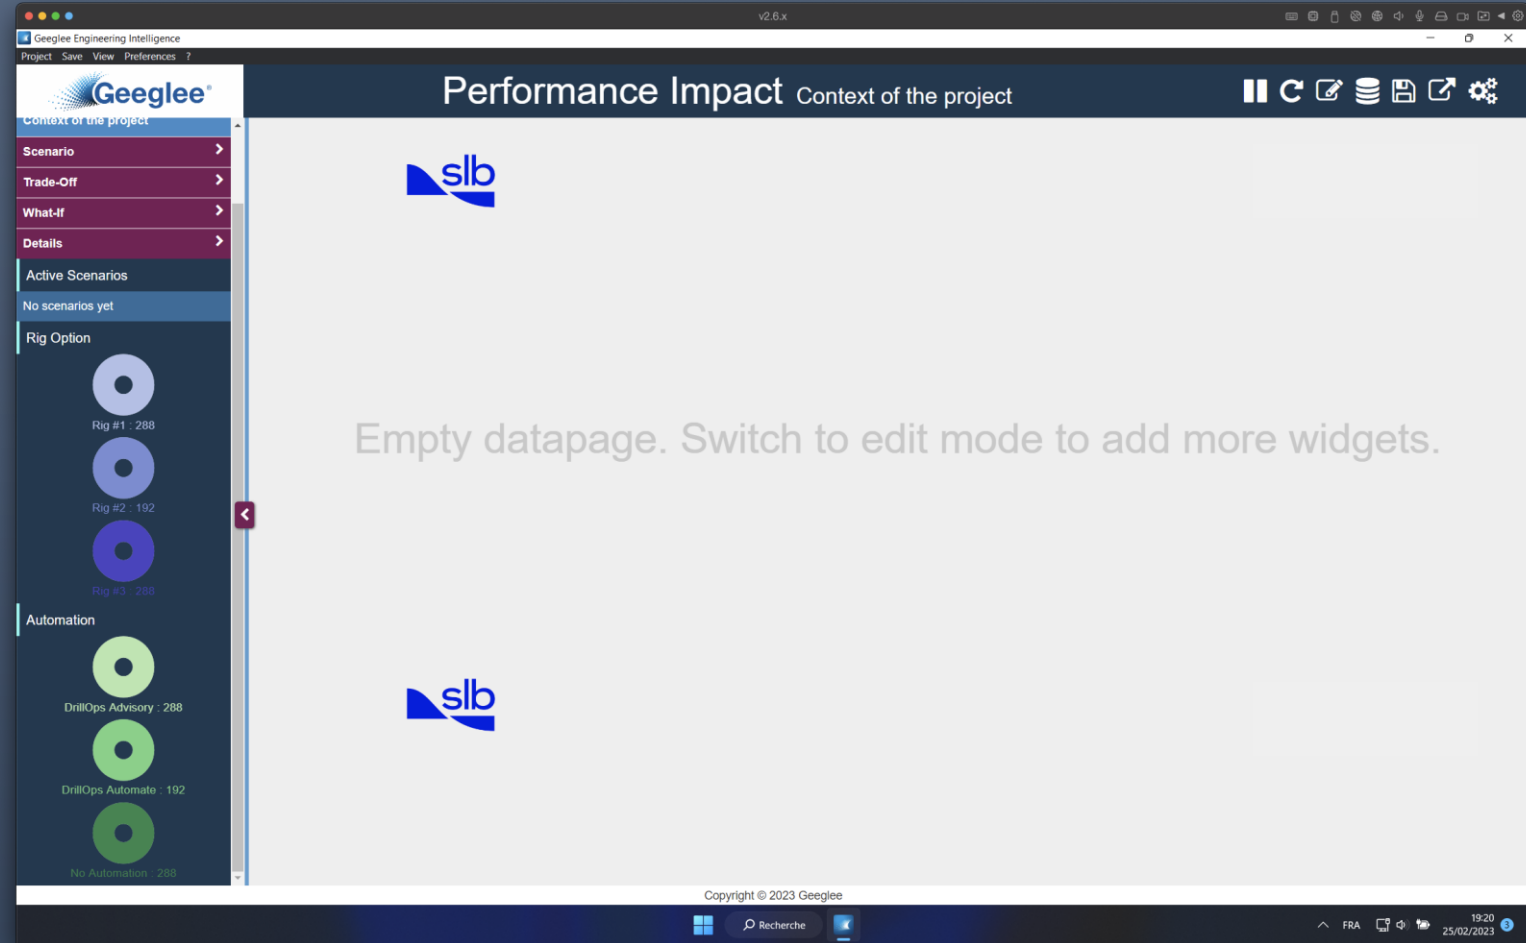 v2.6.x
Geeglee Engineering Intelligence
Project Save View Preferences ?
Geeglee®
Performance Impact Context of the project
Context of the project
Scenario
Trade-Off
What-If
Details
Active Scenarios
No scenarios yet
Rig Option
Rig #1 : 288
Rig #2 : 192
Rig #3 : 288
Automation
DrillOps Advisory : 288
DrillOps Automate : 192
No Automation : 288
slb
Empty datapage. Switch to edit mode to add more widgets.
slb
Copyright © 2023 Geeglee
Recherche
FRA
19:20
25/02/2023
3